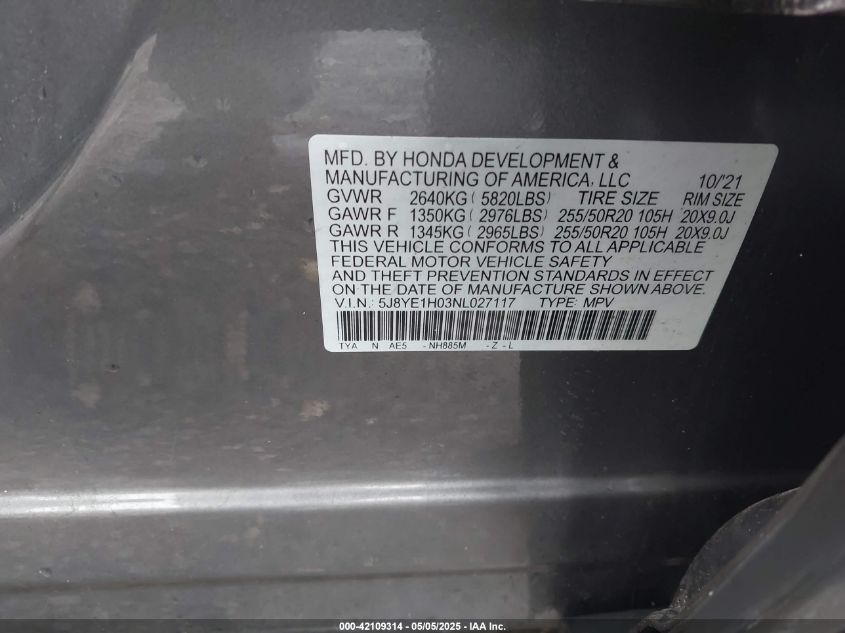 MFD. BY HONDA DEVELOPMENT &
MANUFACTURING OF AMERICA, LLC 10/'21
GVWR 2640KG ( 5820LBS) TIRE SIZE RIM SIZE
GAWR F 1350KG ( 2976LBS) 255/50R20 105H 20X9.0J
GAWR R 1345KG ( 2965LBS) 255/50R20 105H 20X9.0J
THIS VEHICLE CONFORMS TO ALL APPLICABLE
FEDERAL MOTOR VEHICLE SAFETY
AND THEFT PREVENTION STANDARDS IN EFFECT
ON THE DATE OF MANUFACTURE SHOWN ABOVE.
V.I.N.: 5J8YE1H03NL027117 TYPE: MPV
TYA N AE5 - NH885M - Z - L
000-42109314 - 05/05/2025 - IAA Inc.